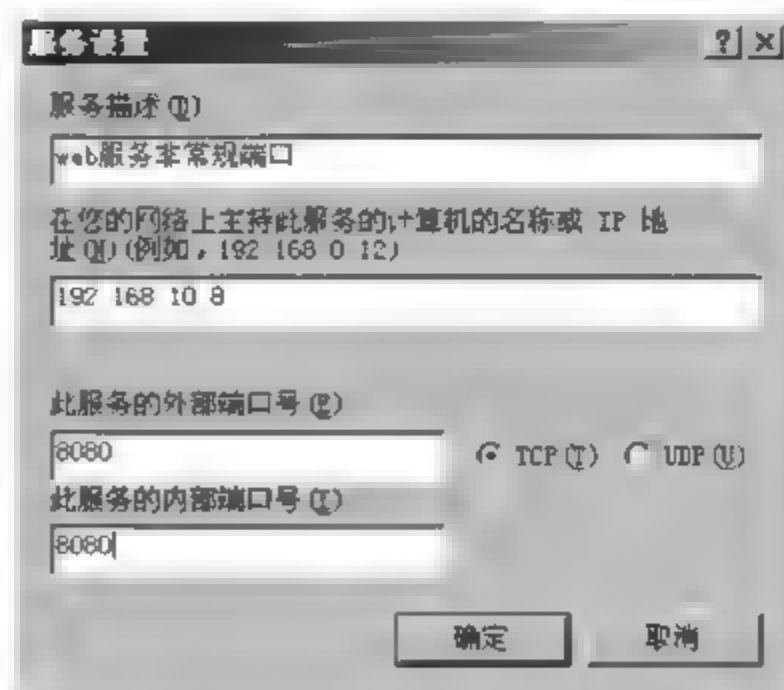 服务设置
服务描述(D)
web服务非常规端口
在您的网络上主持此服务的计算机的名称或 IP 地
址(N)(例如，192 168 0 12)
192 168 10 8
此服务的外部端口号(E)
8080
TCP(T) UDP(U)
此服务的内部端口号(I)
8080
确定 取消